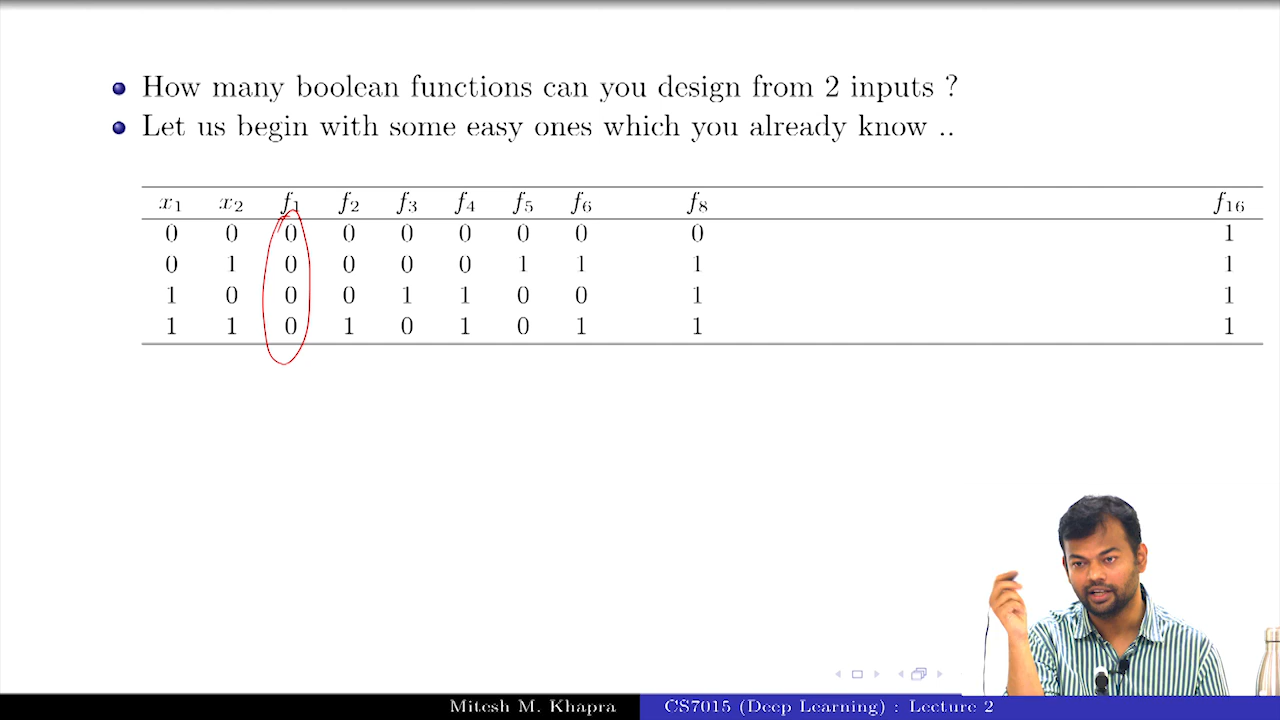 How many boolean functions can you design from 2 inputs ?
Let us begin with some easy ones which you already know ..
x1 x2 f1 f2 f3 f4 f5 f6 f8 f16
0 0 0 0 0 0 0 0 0 1
0 1 0 0 0 0 1 1 1 1
1 0 0 0 1 1 0 0 1 1
1 1 0 1 0 1 0 1 1 1
Mitesh M. Khapra CS7015 (Deep Learning) : Lecture 2